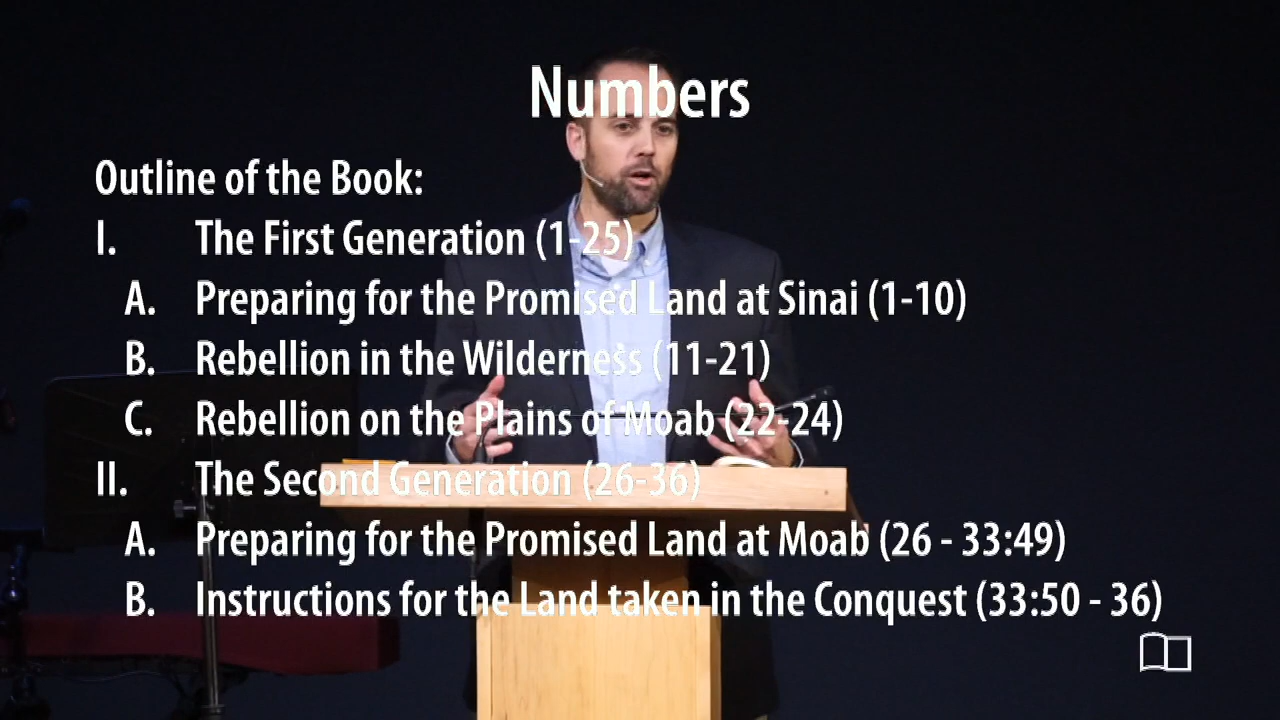 Numbers
Outline of the Book:
I. The First Generation (1-25)
A. Preparing for the Promised Land at Sinai (1-10)
B. Rebellion in the Wilderness (11-21)
C. Rebellion on the Plains of Moab (22-24)
II. The Second Generation (26-36)
A. Preparing for the Promised Land at Moab (26 - 33:49)
B. Instructions for the Land taken in the Conquest (33:50 - 36)